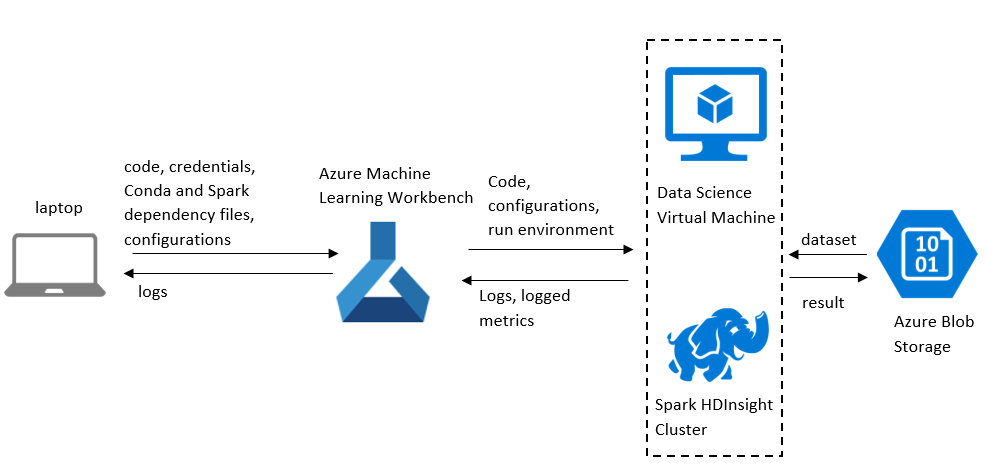 laptop
code, credentials,
Conda and Spark
dependency files,
configurations
logs
Azure Machine
Learning Workbench
Code,
configurations,
run environment
Logs, logged
metrics
Data Science
Virtual Machine
Spark HDInsight
Cluster
dataset
result
10
01
Azure Blob
Storage